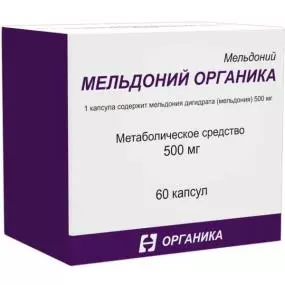 Мельдоний
МЕЛЬДОНИЙ ОРГАНИКА
1 капсула содержит мельдония дигидрата (мельдония) 500 мг
Метаболическое средство
500 мг
60 капсул
ОРГАНИКА